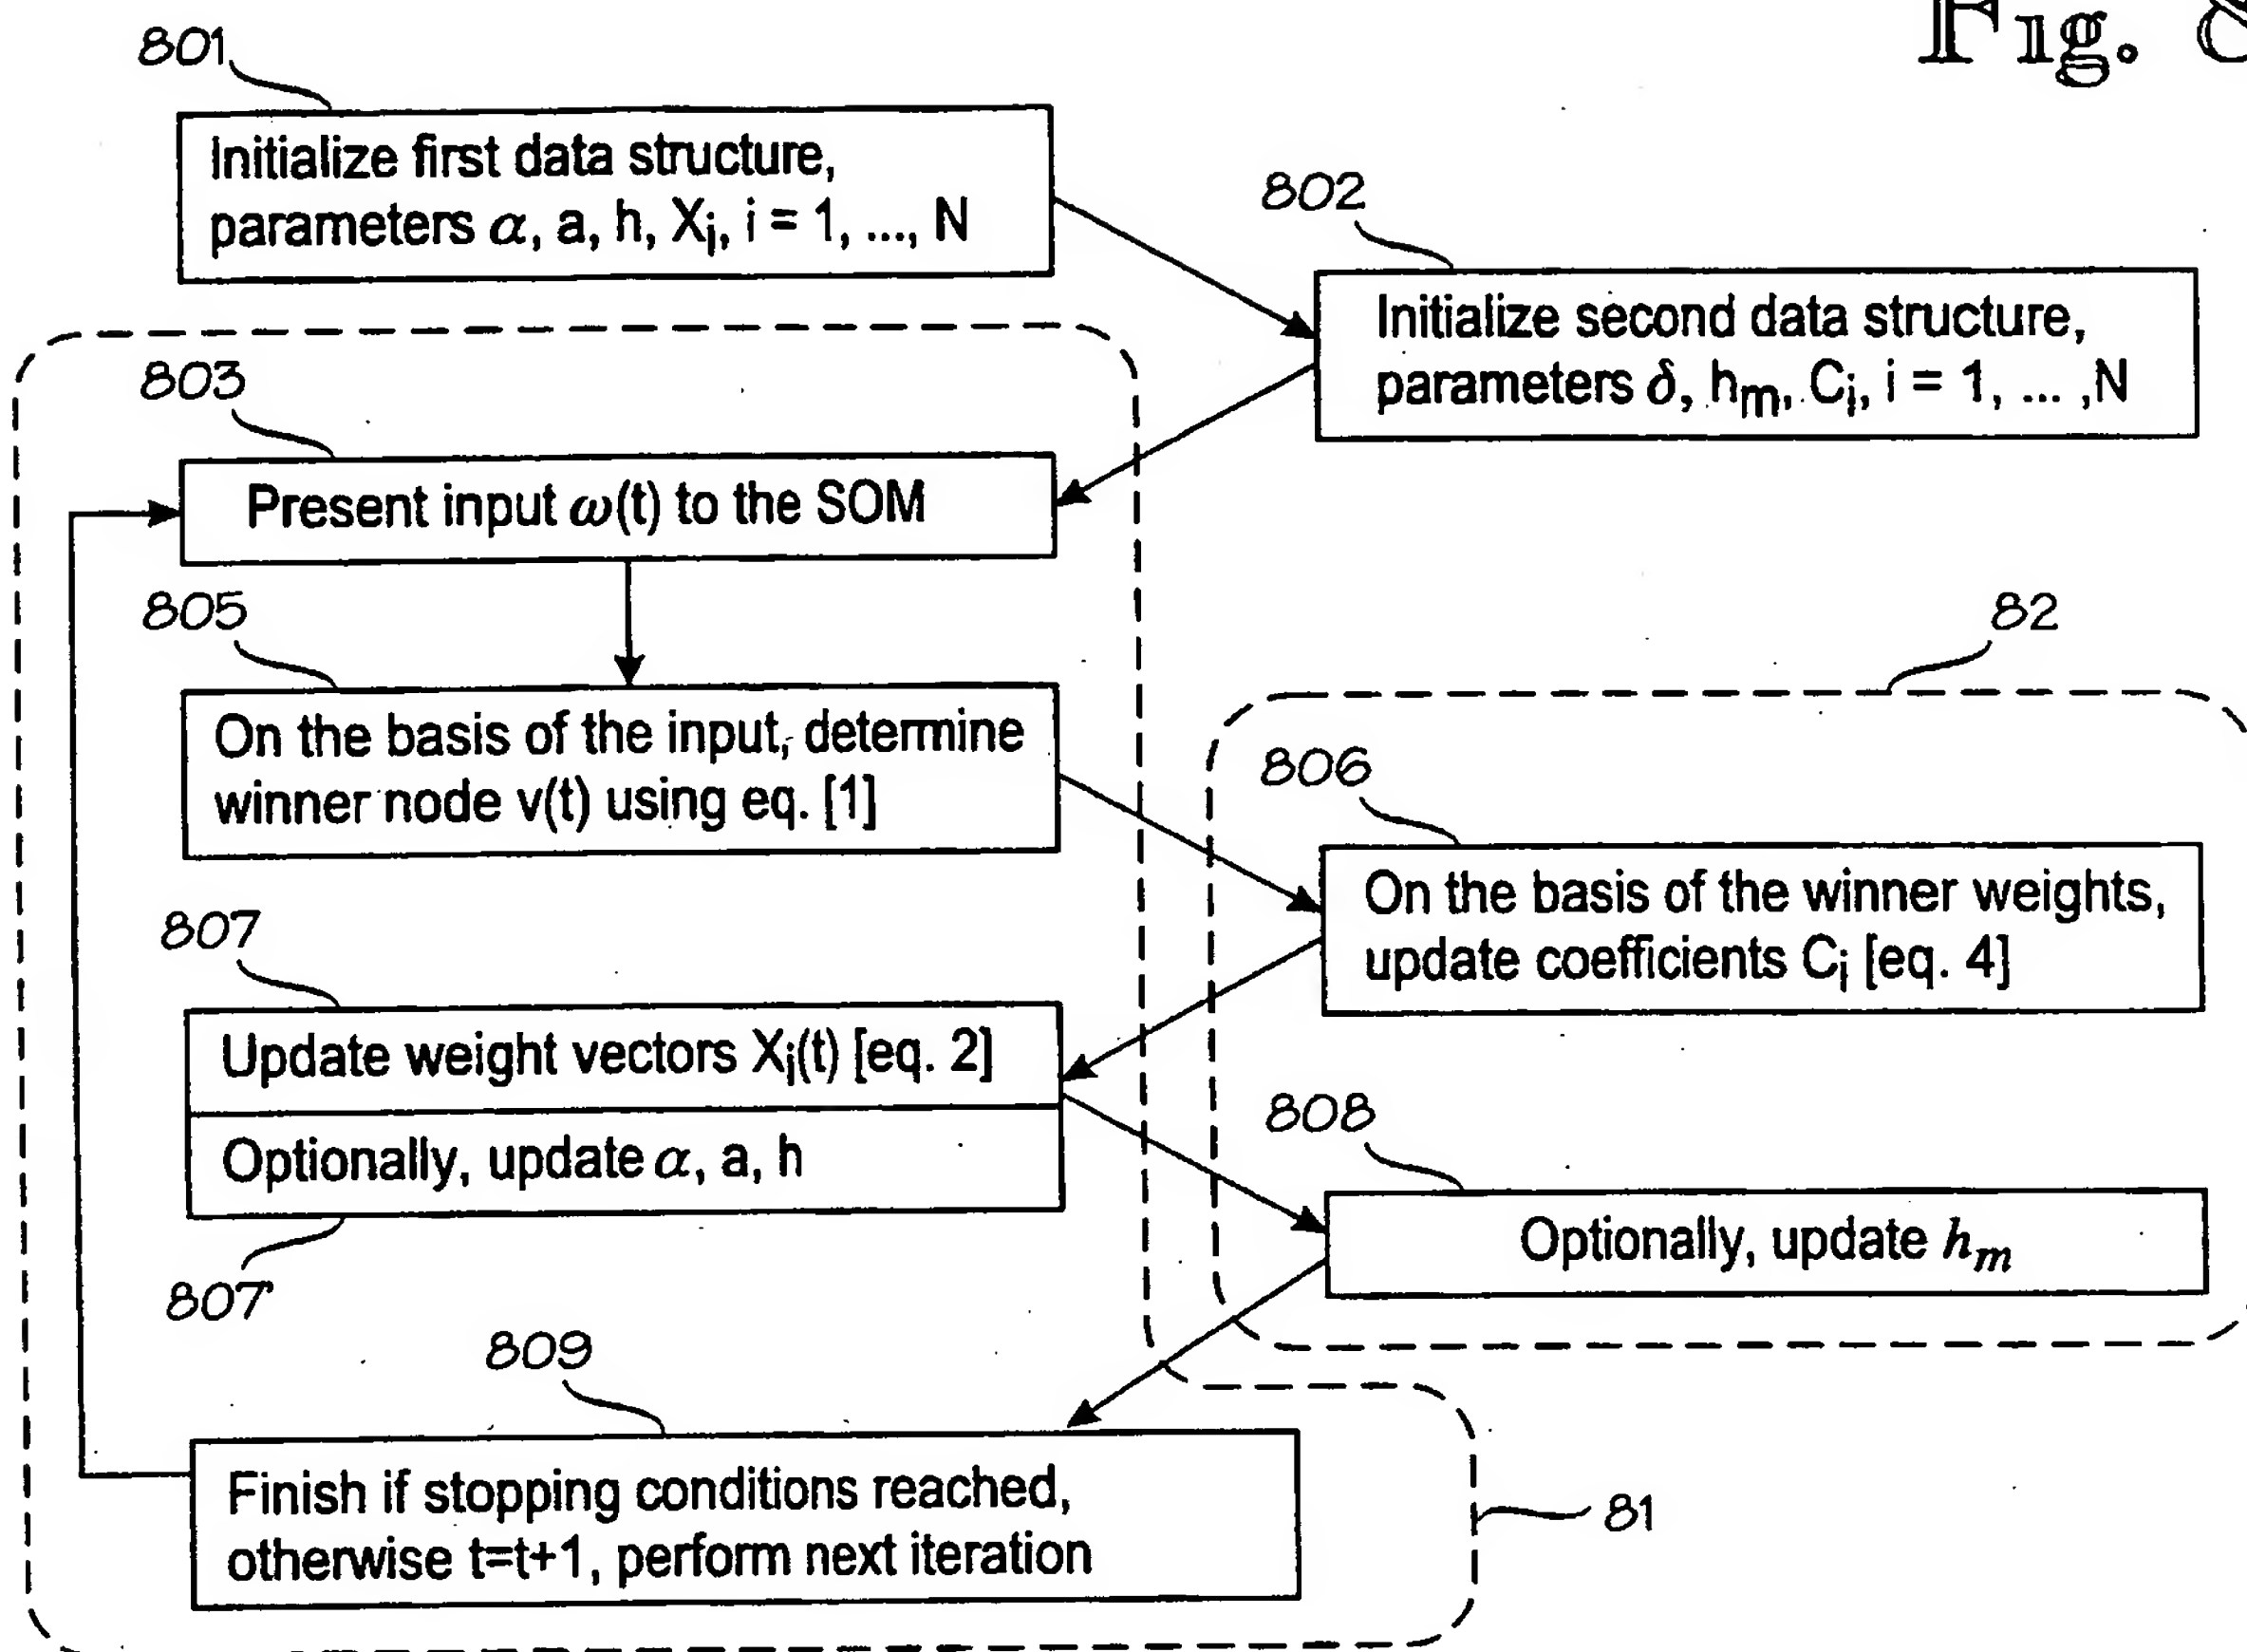 Fig. 8
801
Initialize first data structure,
parameters α, a, h, Xi, i = 1, ..., N
802
Initialize second data structure,
parameters δ, hm, Ci, i = 1, ... ,N
803
Present input ω(t) to the SOM
805
On the basis of the input, determine
winner node v(t) using eq. [1]
82
806
On the basis of the winner weights,
update coefficients Ci [eq. 4]
807
Update weight vectors Xi(t) [eq. 2]
Optionally, update α, a, h
807'
808
Optionally, update hm
809
Finish if stopping conditions reached,
otherwise t=t+1, perform next iteration
81